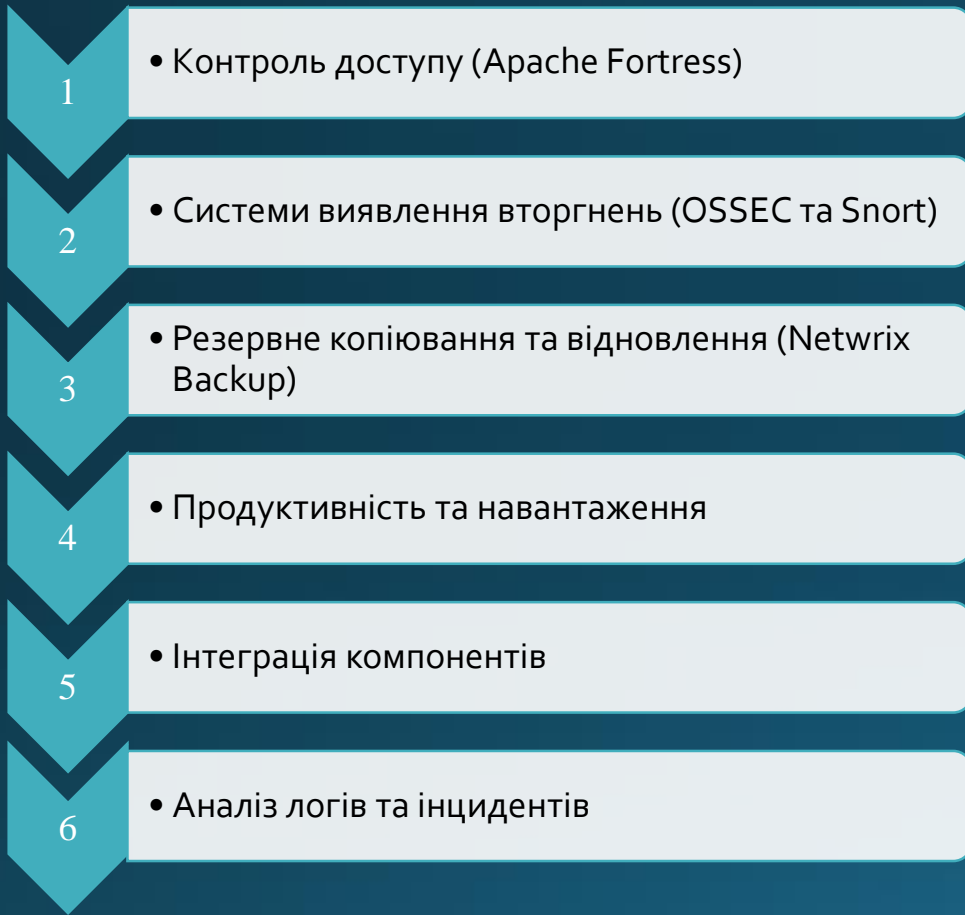 1
• Контроль доступу (Apache Fortress)
2
• Системи виявлення вторгнень (OSSEC та Snort)
3
• Резервне копіювання та відновлення (Netwrix
Backup)
4
• Продуктивність та навантаження
5
• Інтеграція компонентів
6
• Аналіз логів та інцидентів